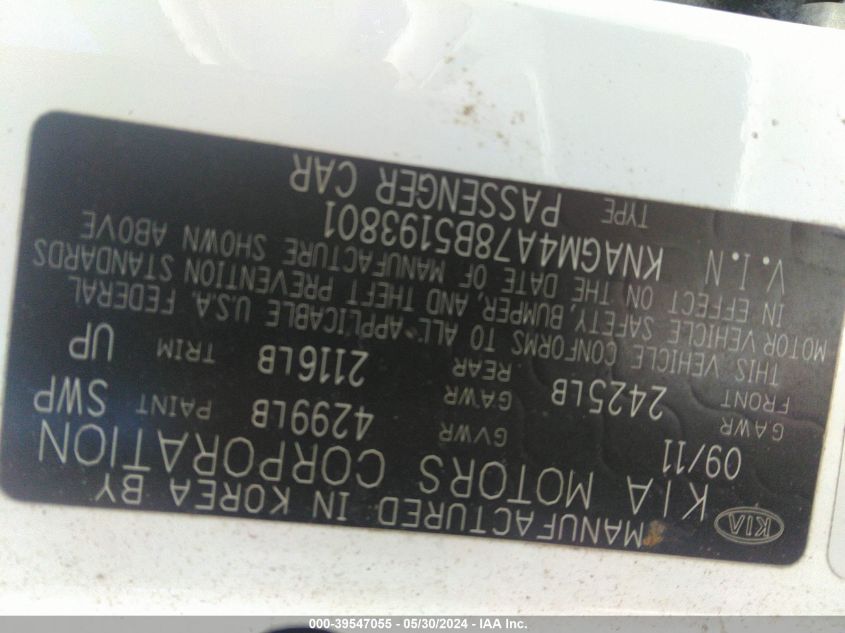 KIA
MANUFACTURED IN KOREA BY
KIA MOTORS CORPORATION
09/11 GVWR 4299LB PAINT SWP
GAWR FRONT 2425LB GAWR REAR 2116LB TRIM UP
THIS VEHICLE CONFORMS TO ALL APPLICABLE U.S.A. FEDERAL
MOTOR VEHICLE SAFETY, BUMPER, AND THEFT PREVENTION STANDARDS
IN EFFECT ON THE DATE OF MANUFACTURE SHOWN ABOVE
V.I.N KNAGM4A78B5193801
TYPE PASSENGER CAR
000-39547055 - 05/30/2024 - IAA Inc.